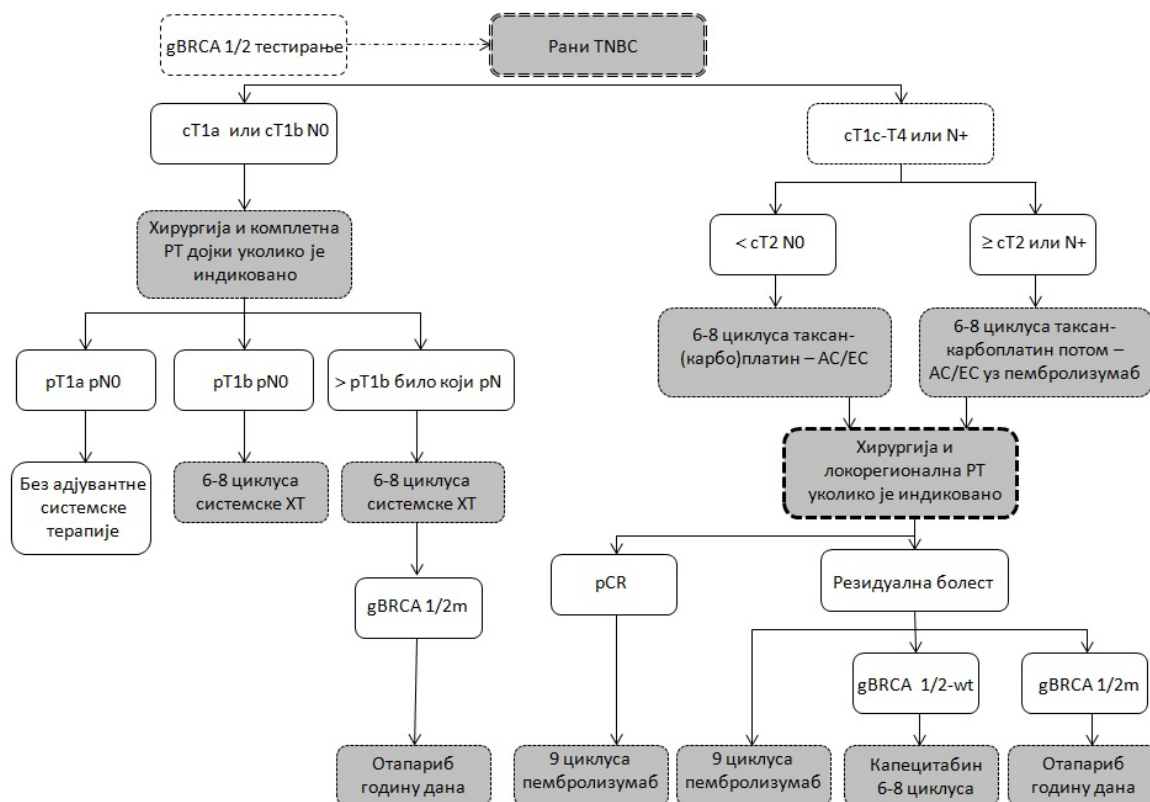 gBRCA 1/2 тестирање
Рани TNBC
cT1a или cT1b N0
cT1c-T4 или N+
Хирургија и комплетна
РТ дојки уколико је
индиковано
< cT2 N0
≥ cT2 или N+
6-8 циклуса таксан-
(карбо)платин – AC/EC
6-8 циклуса таксан-
карбоплатин потом –
AC/EC уз пембролизумаб
pT1a pN0
pT1b pN0
> pT1b било који pN
Хирургија и
локорегионална РТ
уколико је индиковано
Без адјувантне
системске
терапије
6-8 циклуса
системске ХТ
6-8 циклуса
системске ХТ
pCR
Резидуална болест
gBRCA 1/2m
gBRCA 1/2-wt
gBRCA 1/2m
Отапариб
годину дана
9 циклуса
пембролизумаб
9 циклуса
пембролизумаб
Капецитабин
6-8 циклуса
Отапариб
годину дана